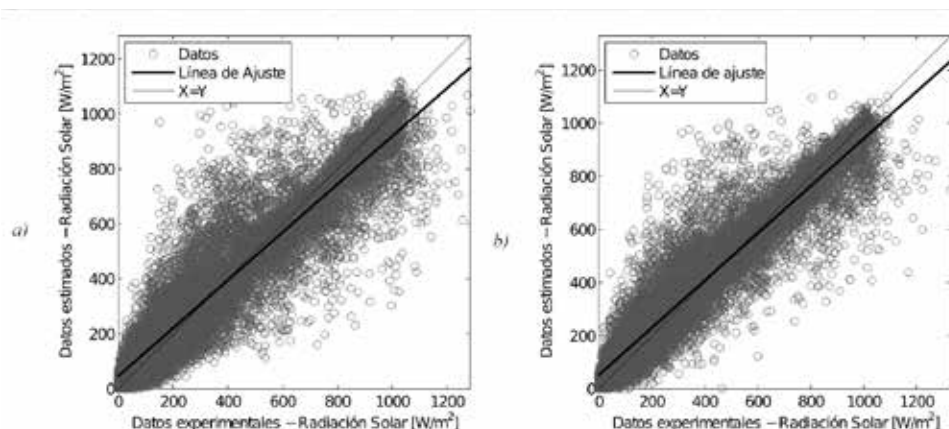 a)
Datos estimados – Radiación Solar [W/m²]
1200
1000
800
600
400
200
0
Datos
Línea de Ajuste
X=Y
0 200 400 600 800 1000 1200
Datos experimentales – Radiación Solar [W/m²]
b)
Datos estimados – Radiación Solar [W/m²]
1200
1000
800
600
400
200
0
Datos
Línea de ajuste
X=Y
0 200 400 600 800 1000 1200
Datos experimentales – Radiación Solar [W/m²]